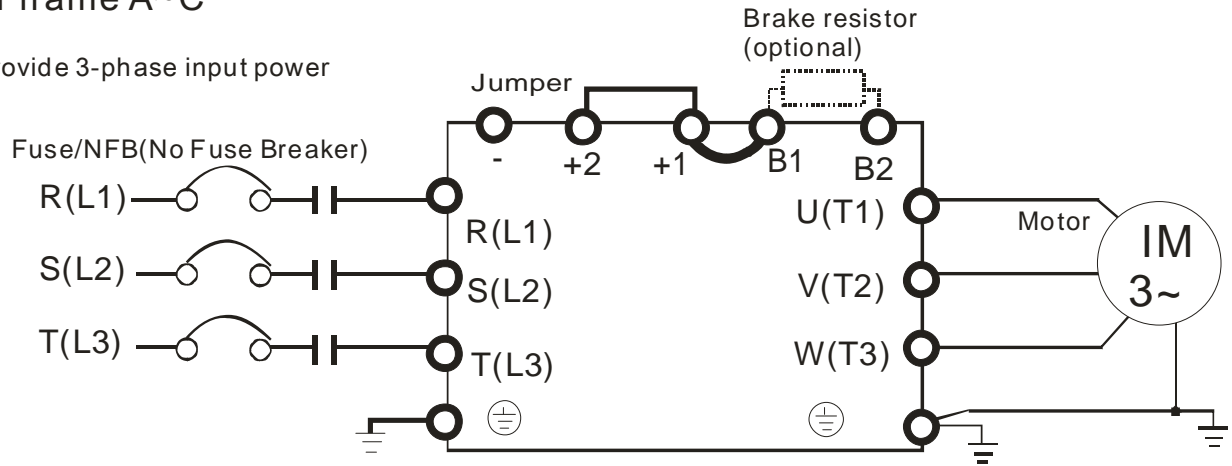 frame A~C
Brake resistor
(optional)
3-phase input power
Jumper
Fuse/NFB(No Fuse Breaker)
- +2 +1 B1 B2
R(L1) R(L1) U(T1) Motor IM
S(L2) S(L2) V(T2) 3~
T(L3) T(L3) W(T3)